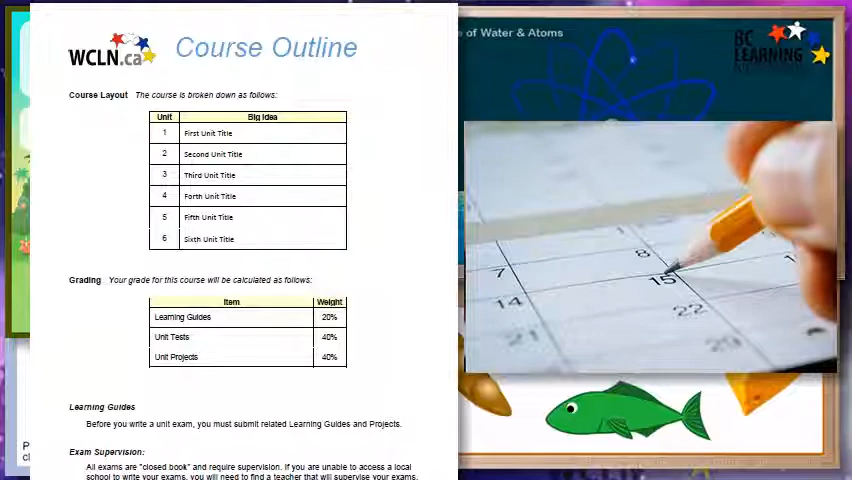 WCLN.ca
Course Outline
Course Layout The course is broken down as follows:
Unit Big Idea
1 First Unit Title
2 Second Unit Title
3 Third Unit Title
4 Forth Unit Title
5 Fifth Unit Title
6 Sixth Unit Title
Grading Your grade for this course will be calculated as follows:
Item Weight
Learning Guides 20%
Unit Tests 40%
Unit Projects 40%
Learning Guides
Before you write a unit exam, you must submit related Learning Guides and Projects.
Exam Supervision:
All exams are "closed book" and require supervision. If you are unable to access a local
school to write your exams, you will need to find a teacher that will supervise your exams.
e of Water & Atoms
BC
LEARNING
7 8
14 15
21 22
29